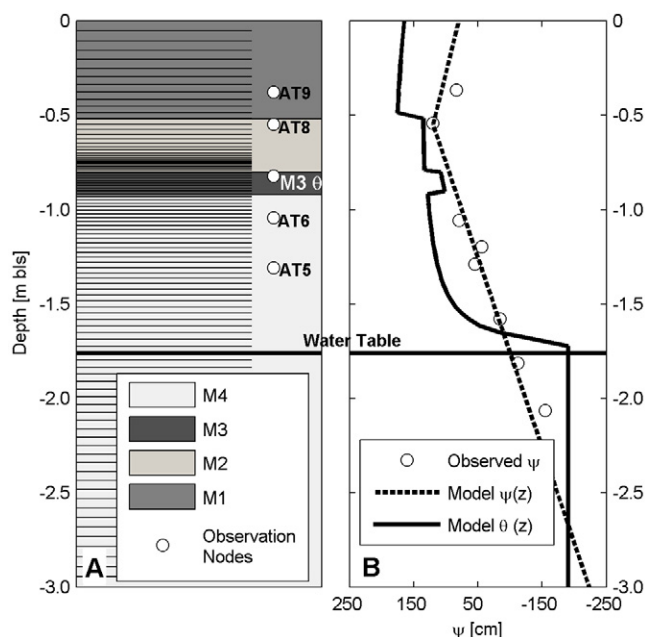 0
-0.5
-1.0
-1.5
-2.0
-2.5
-3.0
Depth [m bls]
AT9
AT8
M3 θ
AT6
AT5
Water Table
M4
M3
M2
M1
Observation
Nodes
A
0
-0.5
-1.0
-1.5
-2.0
-2.5
-3.0
Observed ψ
Model ψ(z)
Model θ (z)
B
250 150 50 -50 -150 -250
ψ [cm]